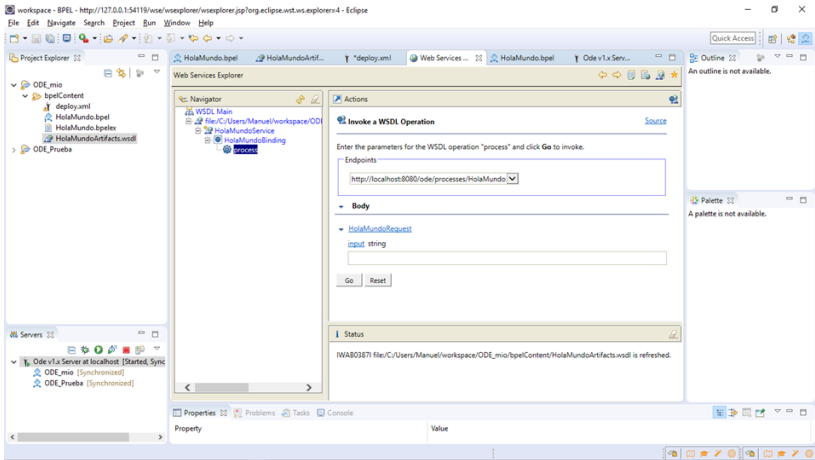 workspace - BPEL - http://127.0.0.1:54119/wse/wsexplorer/wsexplorer.jsp?org.eclipse.wst.ws.explorer=4 - Eclipse
File Edit Navigate Search Project Run Window Help
Quick Access
Project Explorer
ODE_mio
bpelContent
deploy.xml
HolaMundo.bpel
HolaMundo.bpelex
HolaMundoArtifacts.wsdl
ODE_Prueba
HolaMundo.bpel HolaMundoArtif... *deploy.xml Web Services ... HolaMundo.bpel Ode v1.x Serv...
Web Services Explorer
Navigator
WSDL Main
file:/C:/Users/Manuel/workspace/ODE
HolaMundoService
HolaMundoBinding
process
Actions
Invoke a WSDL Operation Source
Enter the parameters for the WSDL operation "process" and click Go to invoke.
Endpoints
http://localhost:8080/ode/processes/HolaMundo
Body
HolaMundoRequest
input string
Go Reset
Status
IWAB0387I file:/C:/Users/Manuel/workspace/ODE_mio/bpelContent/HolaMundoArtifacts.wsdl is refreshed.
Outline
An outline is not available.
Palette
A palette is not available.
Servers
Ode v1.x Server at localhost [Started, Sync
ODE_mio [Synchronized]
ODE_Prueba [Synchronized]
Properties Problems Tasks Console
Property Value